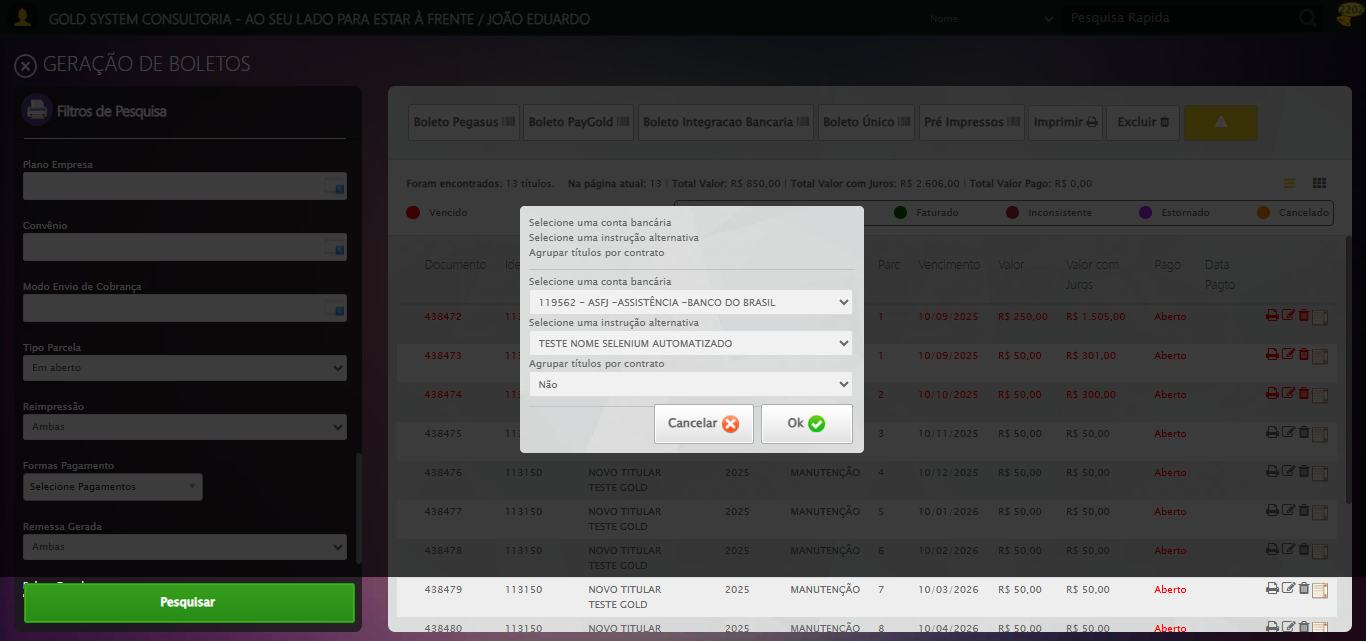 GOLD SYSTEM CONSULTORIA - AO SEU LADO PARA ESTAR À FRENTE / JOÃO EDUARDO
Nome
Pesquisa Rapida
GERAÇÃO DE BOLETOS
Filtros de Pesquisa
Plano Empresa
Convênio
Modo Envio de Cobrança
Tipo Parcela
Em aberto
Reimpressão
Ambas
Formas Pagamento
Selecione Pagamentos
Remessa Gerada
Ambas
Pesquisar
Boleto Pegasus
Boleto PayGold
Boleto Integracao Bancaria
Boleto Único
Pré Impressos
Imprimir
Excluir
Foram encontrados: 13 títulos. Na página atual: 13 | Total Valor: R$ 850,00 | Total Valor com Juros: R$ 2.606,00 | Total Valor Pago: R$ 0,00
Vencido
Faturado
Inconsistente
Estornado
Cancelado
Selecione uma conta bancária
Selecione uma instrução alternativa
Agrupar títulos por contrato
Selecione uma conta bancária
119562 - ASFJ -ASSISTÊNCIA -BANCO DO BRASIL
Selecione uma instrução alternativa
TESTE NOME SELENIUM AUTOMATIZADO
Agrupar títulos por contrato
Não
Cancelar
Ok
Documento Parc Vencimento Valor Valor com Juros Pago Data Pagto
438472 1 10/09/2025 R$ 250,00 R$ 1.505,00 Aberto
438473 1 10/09/2025 R$ 50,00 R$ 301,00 Aberto
438474 2 10/10/2025 R$ 50,00 R$ 300,00 Aberto
438475 3 10/11/2025 R$ 50,00 R$ 50,00 Aberto
438476 113150 NOVO TITULAR TESTE GOLD 2025 MANUTENÇÃO 4 10/12/2025 R$ 50,00 R$ 50,00 Aberto
438477 113150 NOVO TITULAR TESTE GOLD 2025 MANUTENÇÃO 5 10/01/2026 R$ 50,00 R$ 50,00 Aberto
438478 113150 NOVO TITULAR TESTE GOLD 2025 MANUTENÇÃO 6 10/02/2026 R$ 50,00 R$ 50,00 Aberto
438479 113150 NOVO TITULAR TESTE GOLD 2025 MANUTENÇÃO 7 10/03/2026 R$ 50,00 R$ 50,00 Aberto
438480 113150 NOVO TITULAR 2025 MANUTENÇÃO 8 10/04/2026 R$ 50,00 R$ 50,00 Aberto